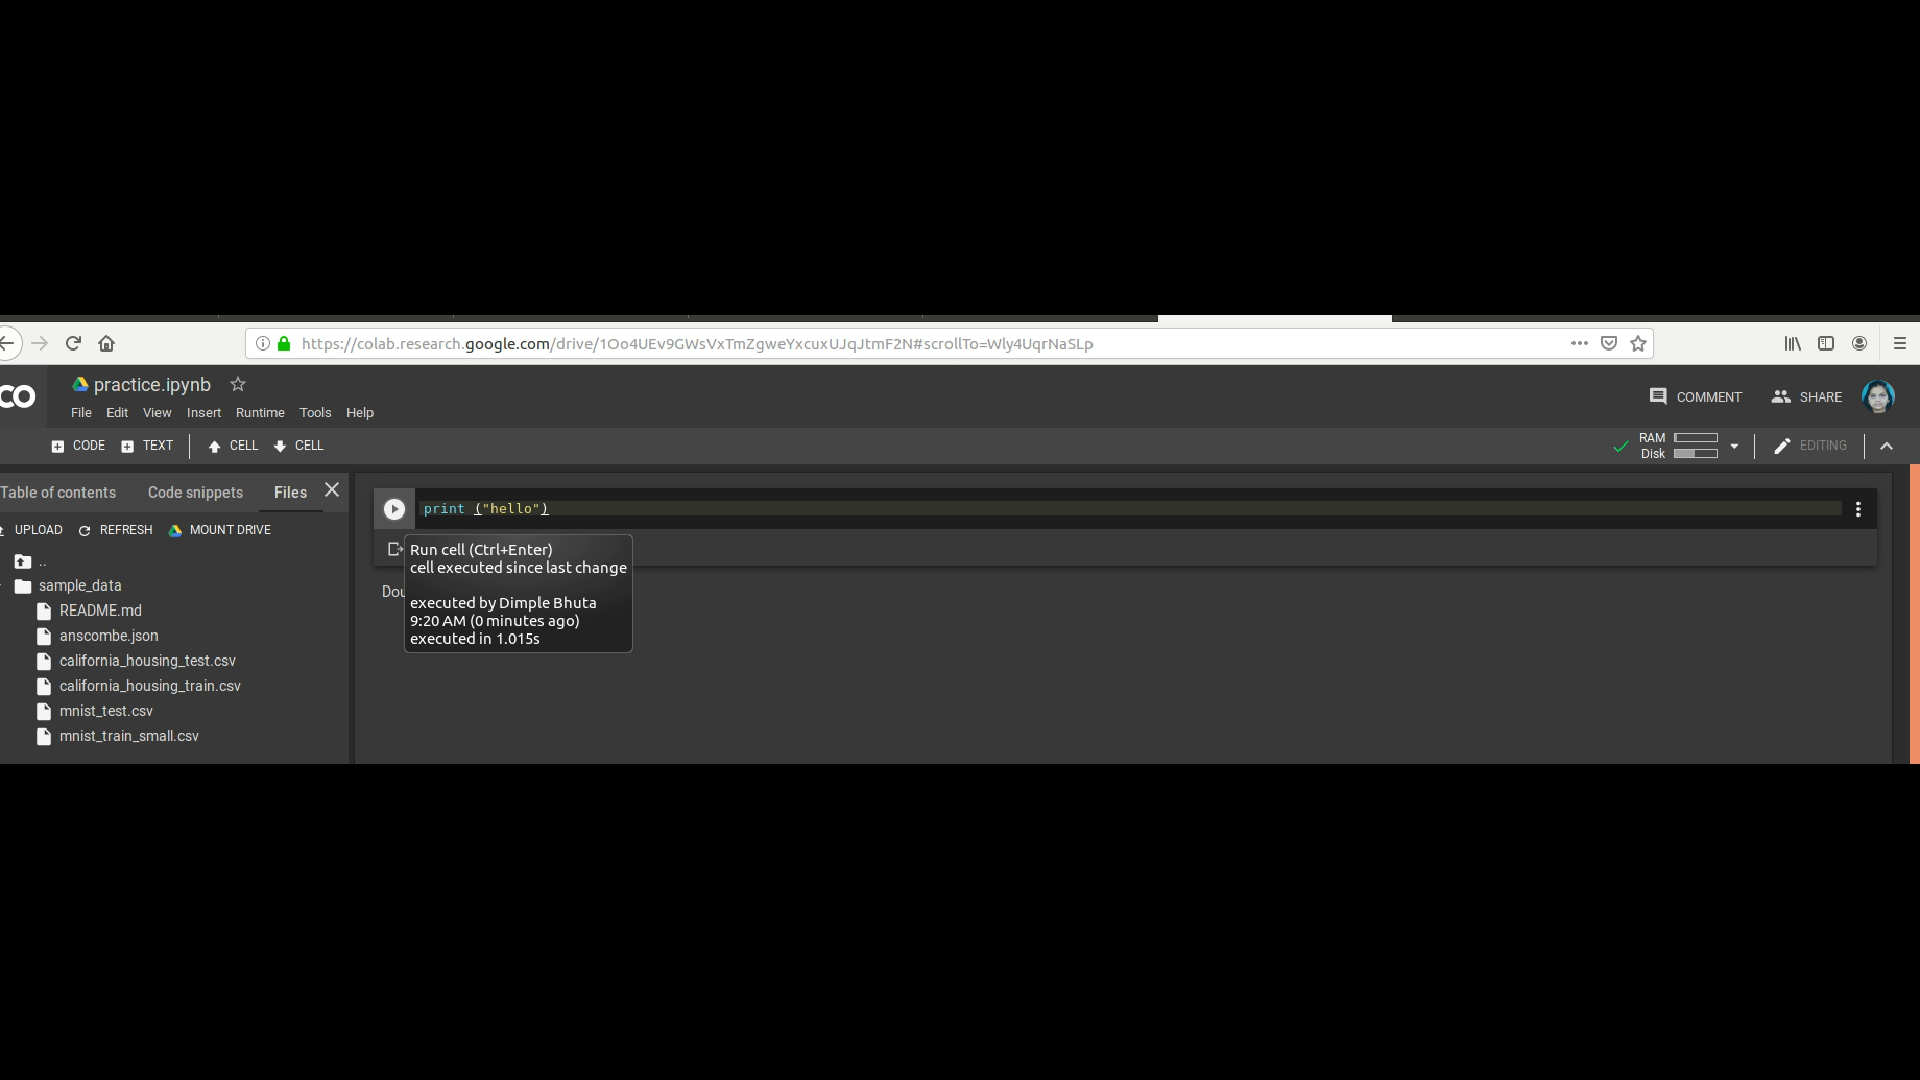 https://colab.research.google.com/drive/1Oo4UEv9GWsVxTmZgweYxcuxUJqJtmF2N#scrollTo=Wly4UqrNaSLp
CO
practice.ipynb
COMMENT SHARE
File Edit View Insert Runtime Tools Help
CODE TEXT CELL CELL
RAM
Disk
EDITING
Table of contents Code snippets Files
print ("hello")
UPLOAD REFRESH MOUNT DRIVE
Run cell (Ctrl+Enter)
cell executed since last change
executed by Dimple Bhuta
9:20 AM (0 minutes ago)
executed in 1.015s
Dou
..
sample_data
README.md
anscombe.json
california_housing_test.csv
california_housing_train.csv
mnist_test.csv
mnist_train_small.csv